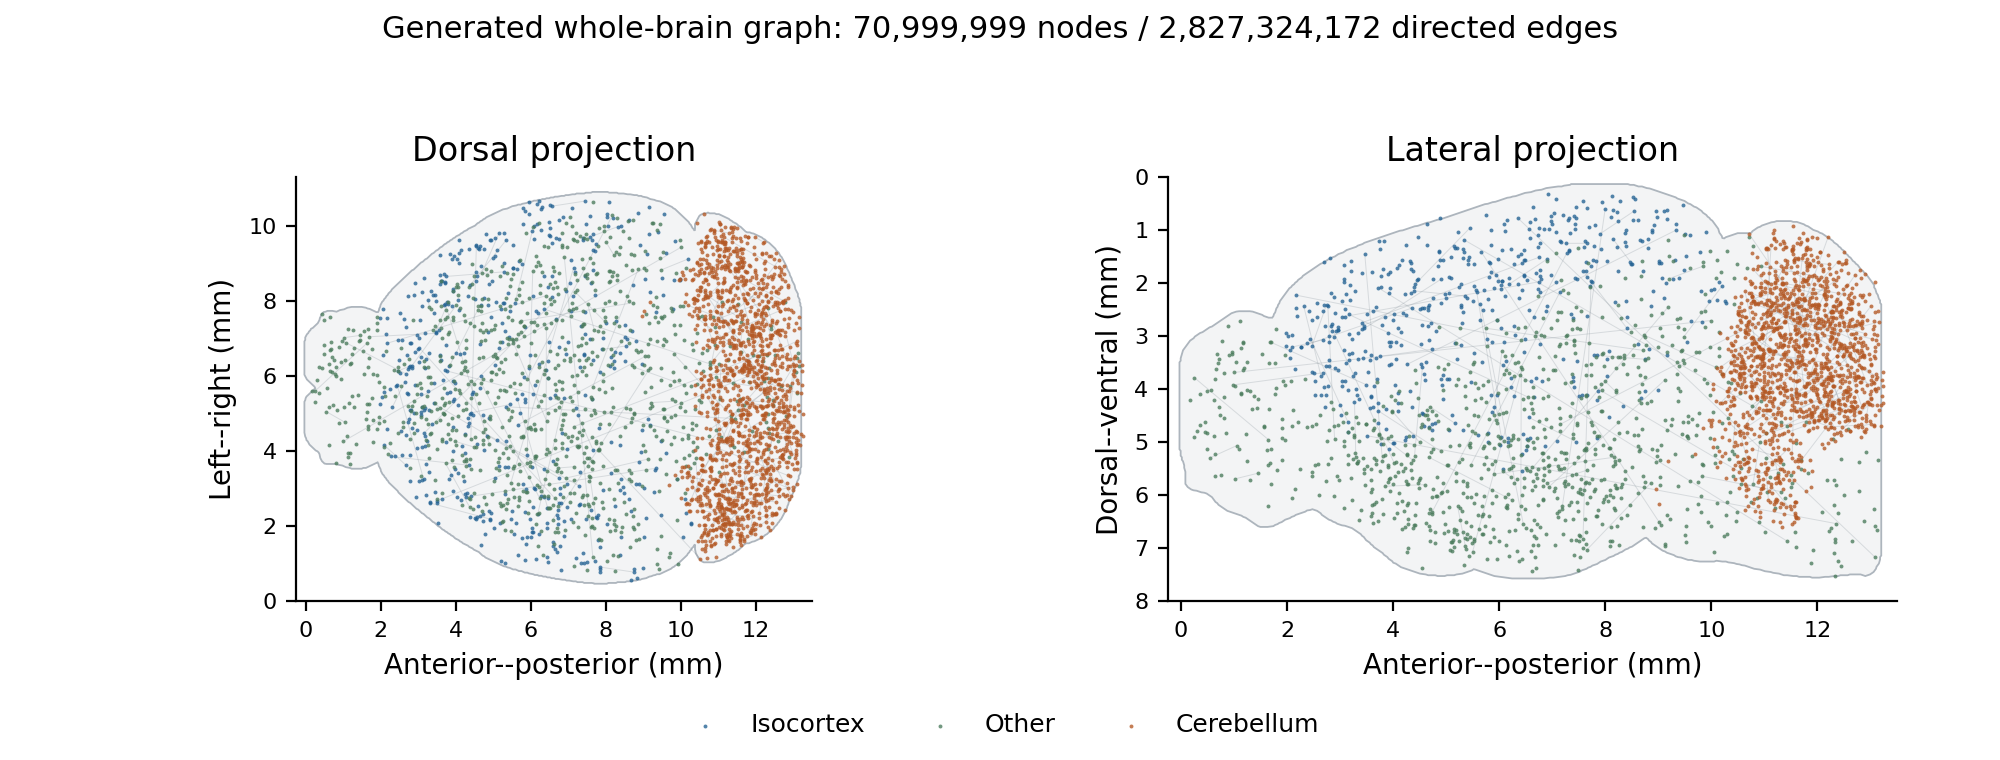 Generated whole-brain graph: 70,999,999 nodes / 2,827,324,172 directed edges
Dorsal projection
Left--right (mm)
10
8
6
4
2
0
0 2 4 6 8 10 12
Anterior--posterior (mm)
Lateral projection
Dorsal--ventral (mm)
0
1
2
3
4
5
6
7
8
0 2 4 6 8 10 12
Anterior--posterior (mm)
Isocortex Other Cerebellum